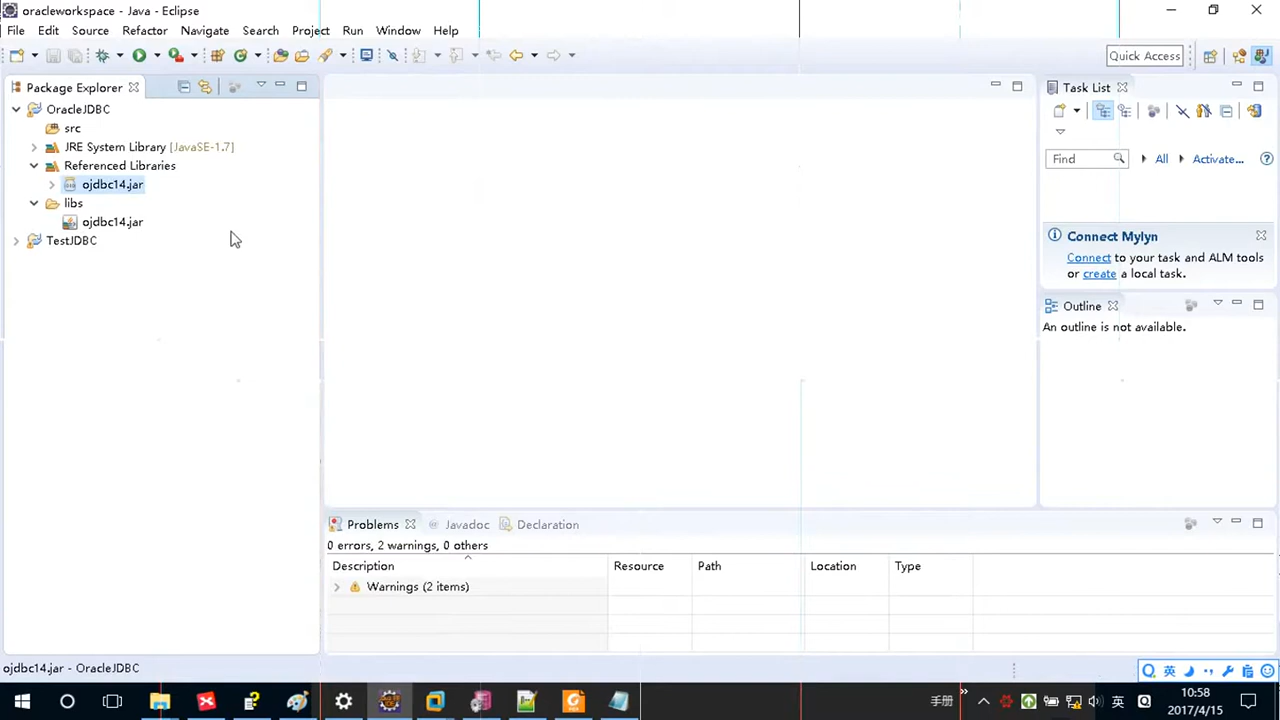 oracleworkspace - Java - Eclipse
File Edit Source Refactor Navigate Search Project Run Window Help
Quick Access
Package Explorer
Task List
OracleJDBC
src
JRE System Library [JavaSE-1.7]
Referenced Libraries
ojdbc14.jar
libs
ojdbc14.jar
TestJDBC
Find All Activate...
Connect Mylyn
Connect to your task and ALM tools
or create a local task.
Outline
An outline is not available.
Problems Javadoc Declaration
0 errors, 2 warnings, 0 others
Description Resource Path Location Type
Warnings (2 items)
ojdbc14.jar - OracleJDBC
英
手册
英
10:58
2017/4/15